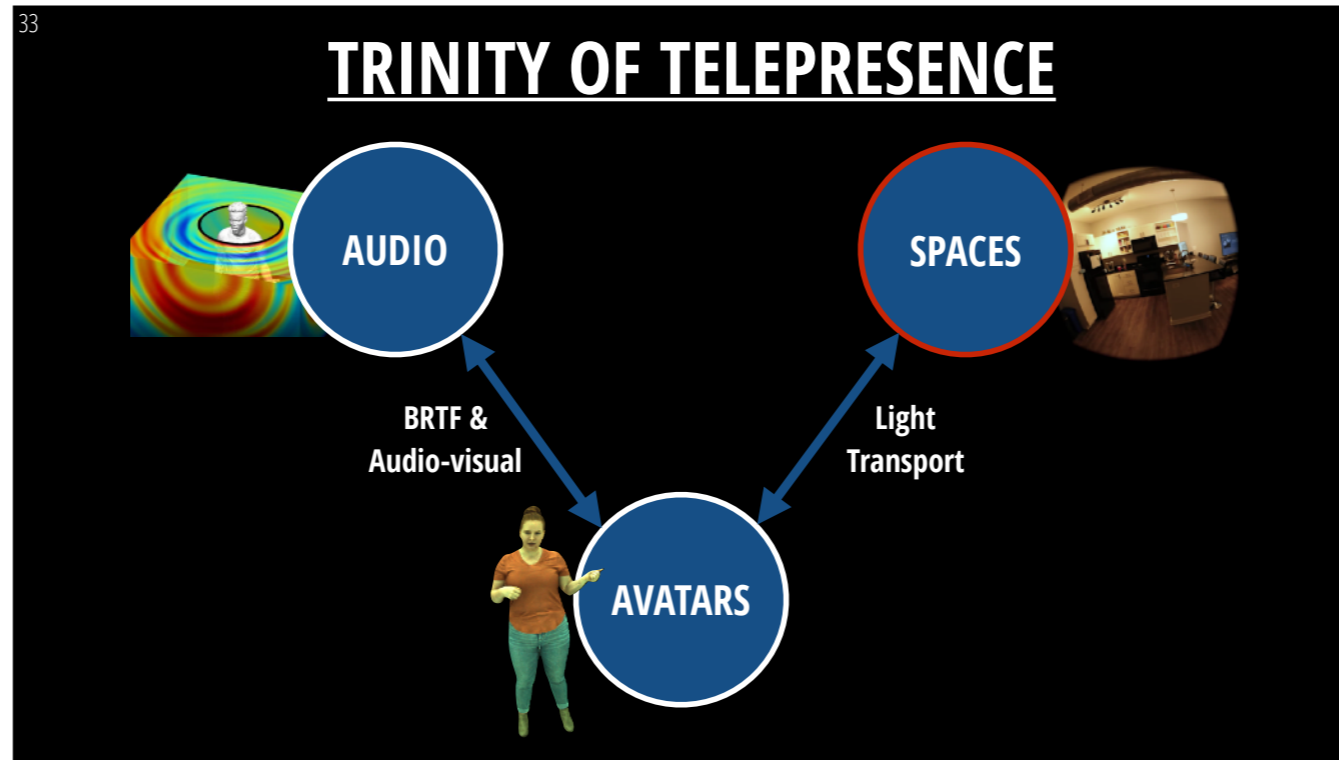 33
TRINITY OF TELEPRESENCE
AUDIO
SPACES
BRTF &
Audio-visual
Light
Transport
AVATARS